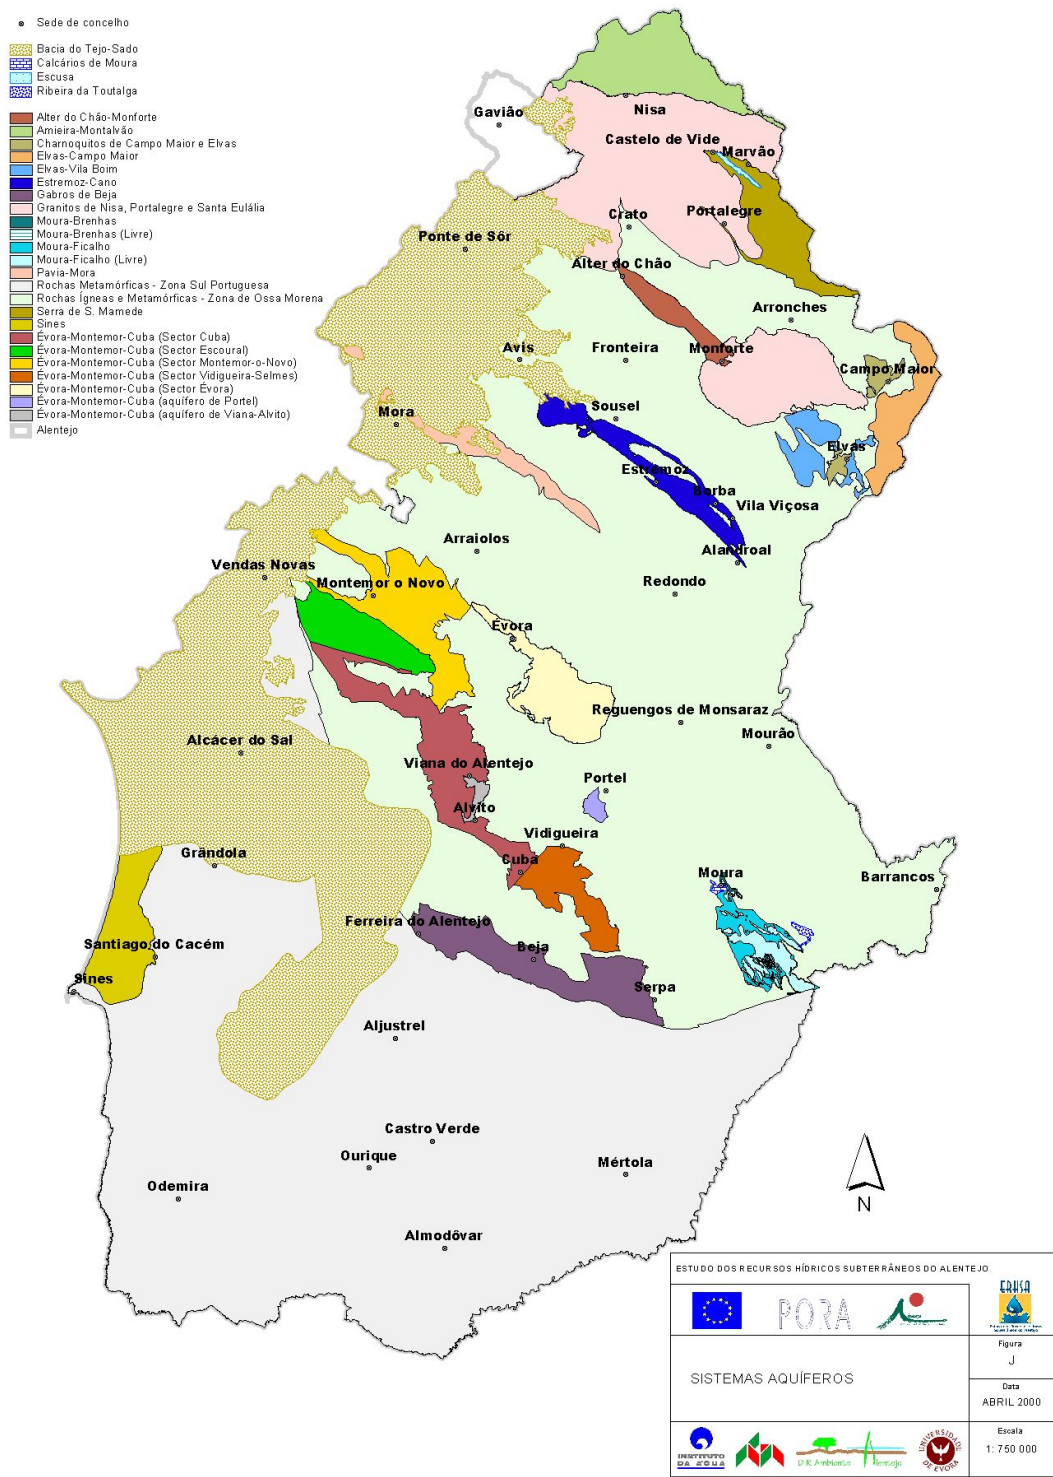 Sede de concelho
Bacia do Tejo-Sado
Calcários de Moura
Escusa
Ribeira da Toutalga
Alter do Chão-Monforte
Amieira-Montalvão
Charnoquitos de Campo Maior e Elvas
Elvas-Campo Maior
Elvas-Vila Boim
Estremoz-Cano
Gabros de Beja
Granitos de Nisa, Portalegre e Santa Eulália
Moura-Brenhas
Moura-Brenhas (Livre)
Moura-Ficalho
Moura-Ficalho (Livre)
Pavia-Mora
Rochas Metamórficas - Zona Sul Portuguesa
Rochas Ígneas e Metamórficas - Zona de Ossa Morena
Serra de S. Mamede
Sines
Évora-Montemor-Cuba (Sector Cuba)
Évora-Montemor-Cuba (Sector Escoural)
Évora-Montemor-Cuba (Sector Montemor-o-Novo)
Évora-Montemor-Cuba (Sector Vidigueira-Selmes)
Évora-Montemor-Cuba (Sector Évora)
Évora-Montemor-Cuba (aquífero de Portel)
Évora-Montemor-Cuba (aquífero de Viana-Alvito)
Alentejo
Gavião
Nisa
Castelo de Vide
Marvão
Crato
Portalegre
Ponte de Sôr
Alter do Chão
Arronches
Avis
Fronteira
Monforte
Campo Maior
Mora
Sousel
Elvas
Estremoz
Borba
Vila Viçosa
Arraiolos
Alandroal
Vendas Novas
Montemor o Novo
Redondo
Évora
Reguengos de Monsaraz
Alcácer do Sal
Mourão
Viana do Alentejo
Portel
Alvito
Vidigueira
Grândola
Cuba
Moura
Barrancos
Ferreira do Alentejo
Santiago do Cacém
Beja
Sines
Serpa
Aljustrel
Castro Verde
Ourique
Mértola
Odemira
Almodôvar
N
ESTUDO DOS RECURSOS HÍDRICOS SUBTERRÂNEOS DO ALENTEJO
PORA
ERHSA
Figura
J
SISTEMAS AQUÍFEROS
Data
ABRIL 2000
Escala
1: 750 000
INSTITUTO
DA ÁGUA
D R Ambiente Alentejo
UNIVERSIDADE
DE ÉVORA